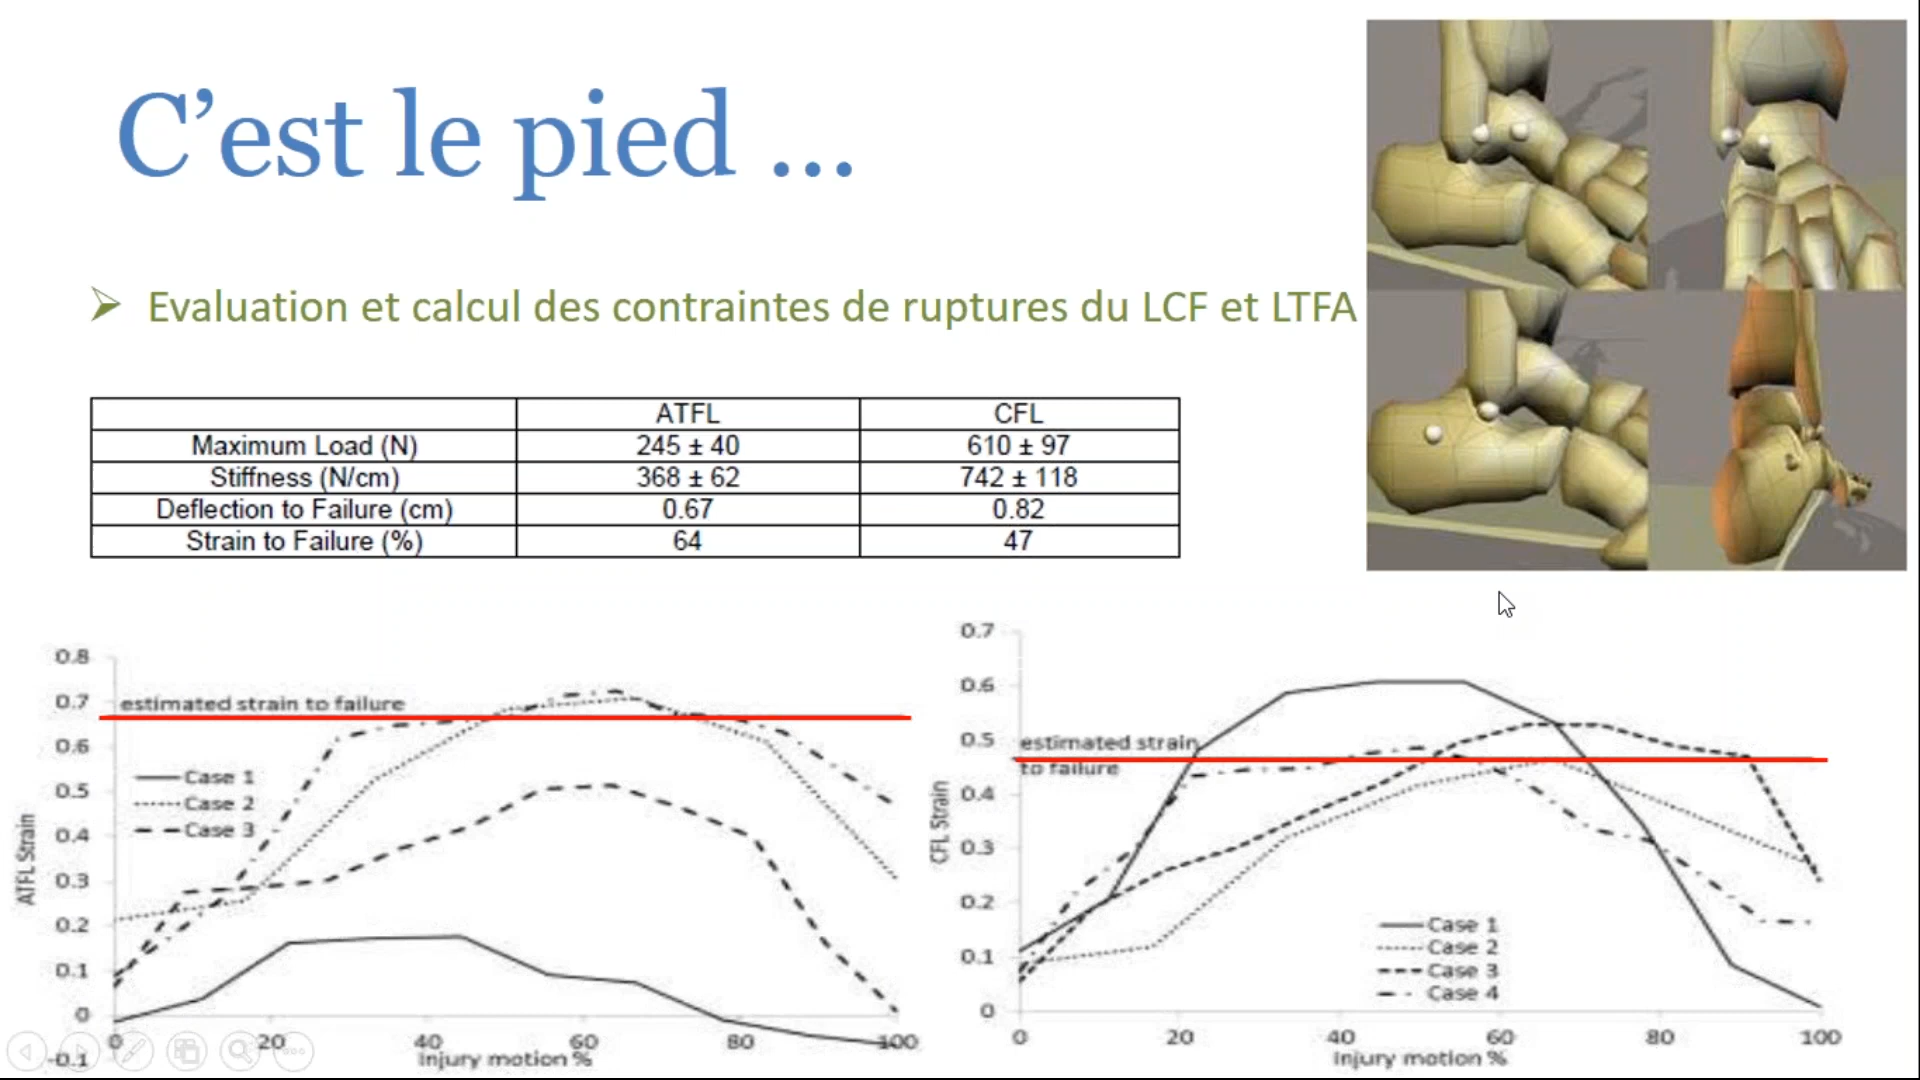 C’est le pied ...
Evaluation et calcul des contraintes de ruptures du LCF et LTFA
ATFL CFL
Maximum Load (N) 245 ± 40 610 ± 97
Stiffness (N/cm) 368 ± 62 742 ± 118
Deflection to Failure (cm) 0.67 0.82
Strain to Failure (%) 64 47
0.8
0.7
0.6
0.5
0.4
0.3
0.2
0.1
0
-0.1
ATFL Strain
estimated strain to failure
Case 1
Case 2
Case 3
0 20 40 60 80 100
Injury motion %
0.7
0.6
0.5
0.4
0.3
0.2
0.1
0
CFL Strain
estimated strain
to failure
Case 1
Case 2
Case 3
Case 4
0 20 40 60 80 100
Injury motion %